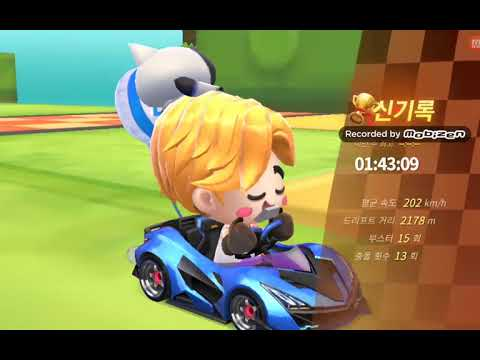 신기록
Recorded by Mobizen
01:43:09
평균 속도 202 km/h
드리프트 거리 2178 m
부스터 15 회
충돌 횟수 13 회